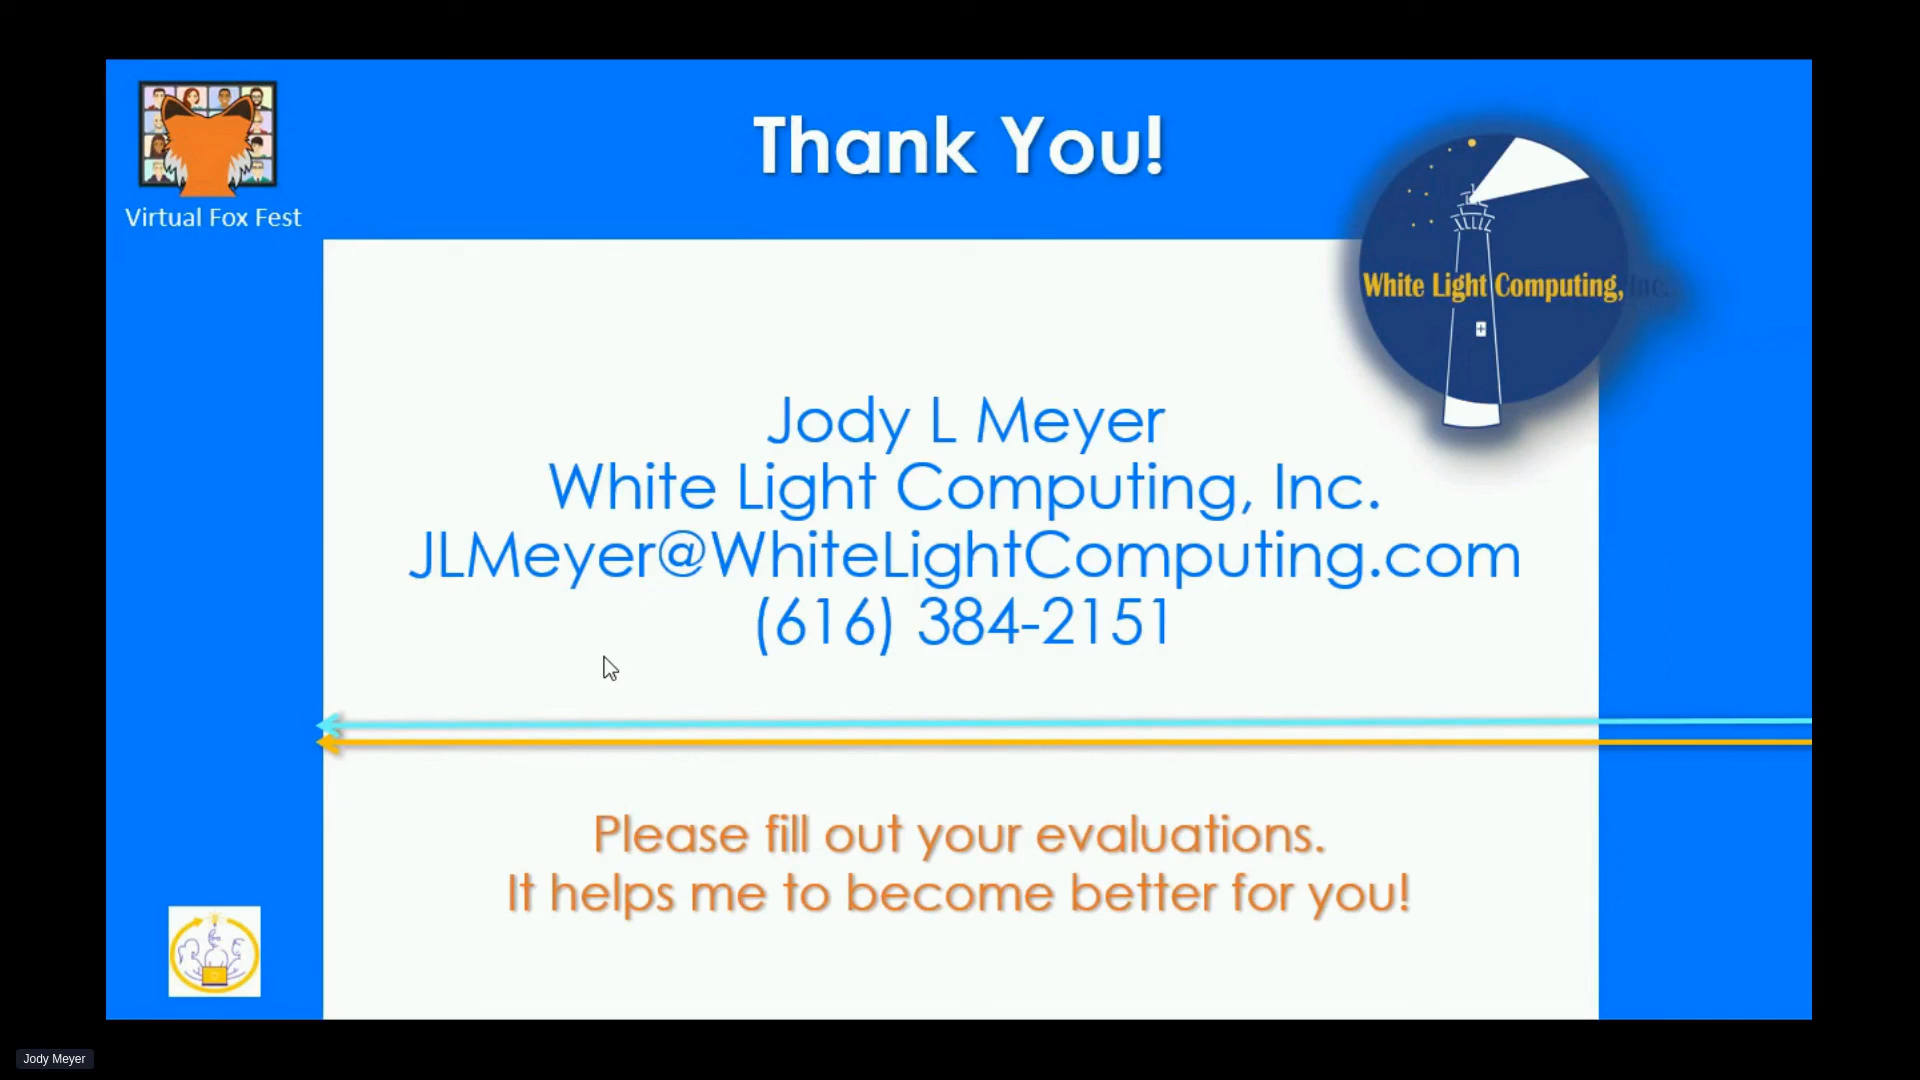 Thank You!
Virtual Fox Fest
White Light Computing, Inc.
Jody L Meyer
White Light Computing, Inc.
JLMeyer@WhiteLightComputing.com
(616) 384-2151
Please fill out your evaluations.
It helps me to become better for you!
Jody Meyer